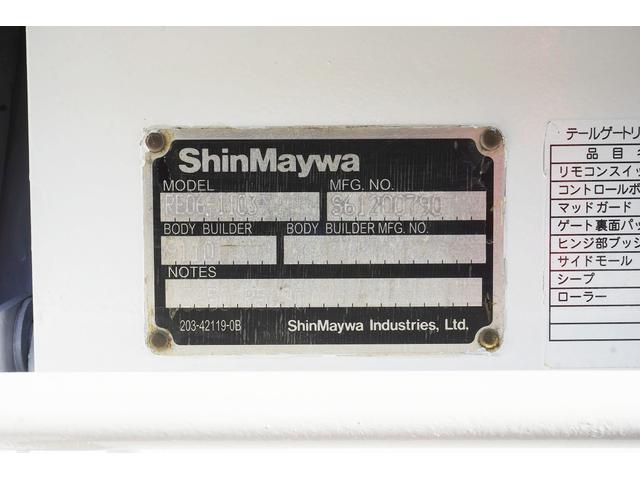 ShinMaywa
MODEL MFG. NO.
BODY BUILDER BODY BUILDER MFG. NO.
NOTES
203-42119-0B ShinMaywa Industries, Ltd.
テールゲートリ
品目
リモコンスイッ
コントロールボ
マッドガード
ゲート裏面パッ
ヒンジ部ブッシ
サイドモール
シープ
ローラー